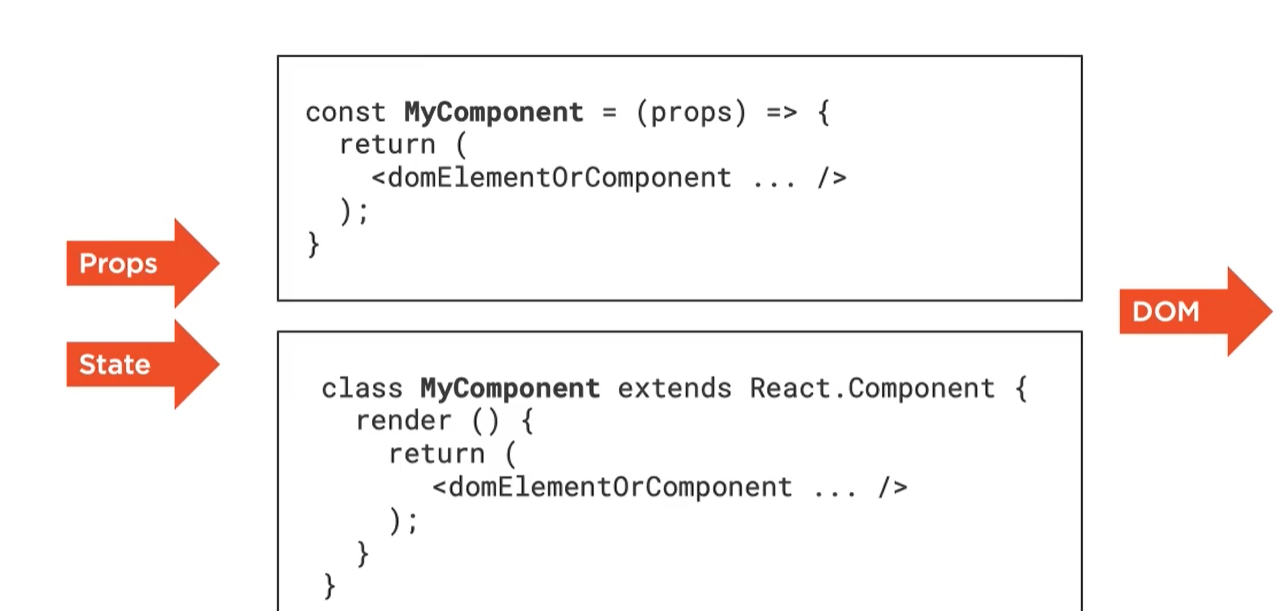 const MyComponent = (props) => {
return (
<domElementOrComponent ... />
);
}
Props
State
class MyComponent extends React.Component {
render () {
return (
<domElementOrComponent ... />
);
}
}
DOM